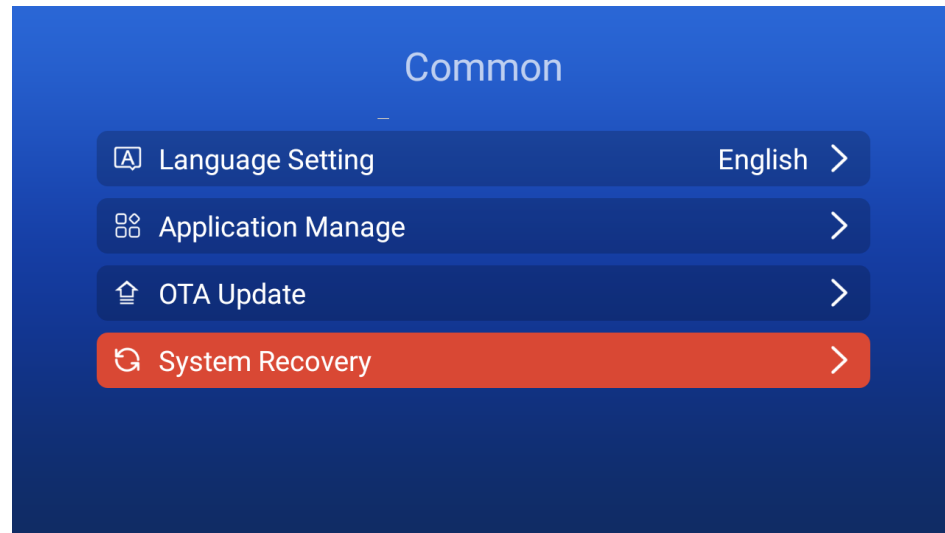 Common
Language Setting English
Application Manage
OTA Update
System Recovery